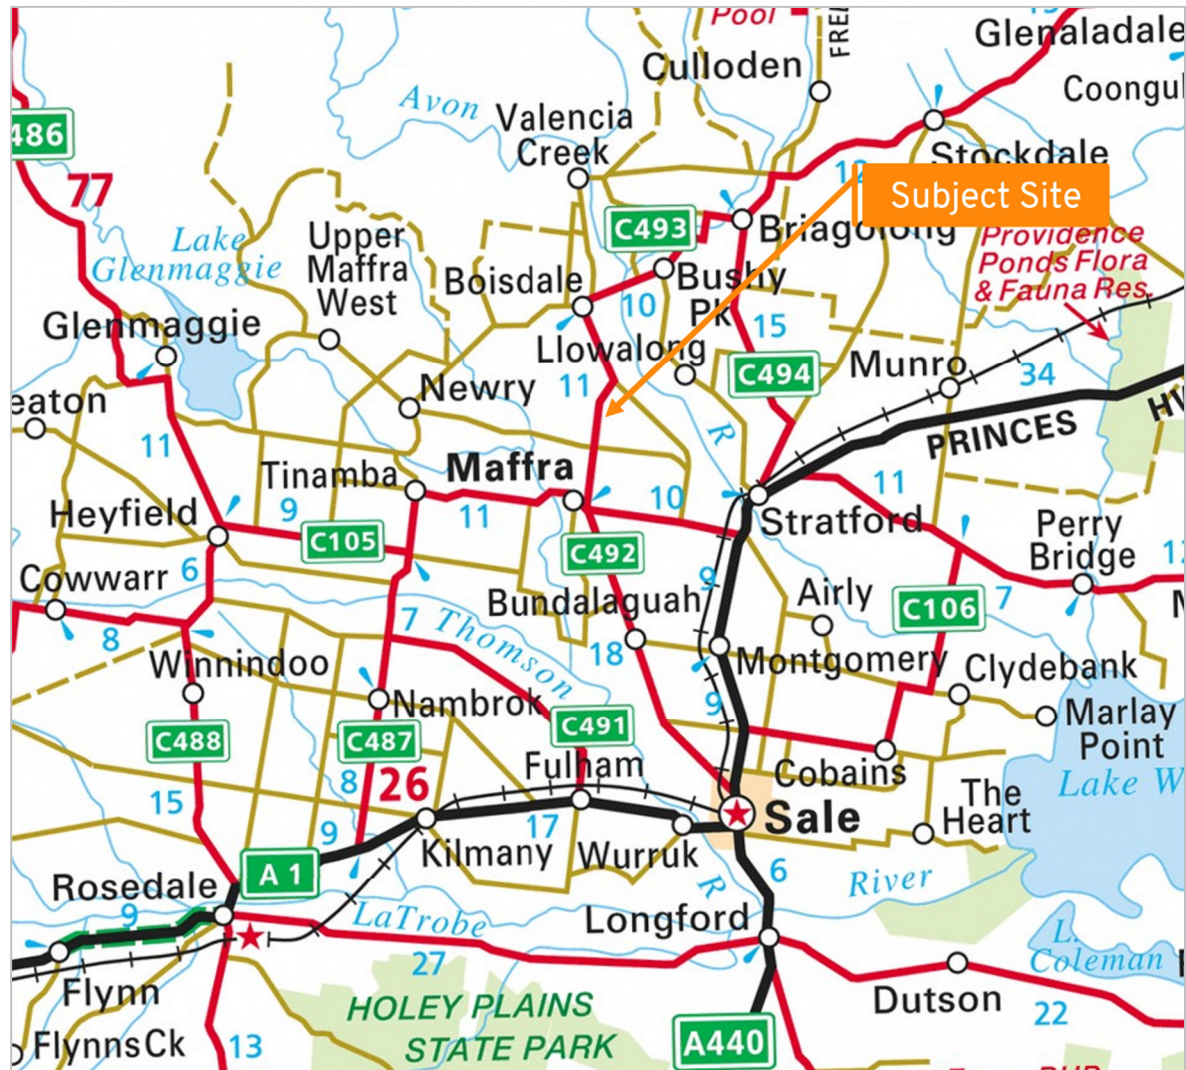 Pool
FRE
Glenaladale
Culloden
Coongul
Avon
Valencia
Creek
486
77
12
Stockdale
Subject Site
C493
Briagolong
Providence
Ponds Flora
& Fauna Res.
Lake
Glenmaggie
Upper
Maffra
West
Boisdale
Bushy
Pk
10
15
Glenmaggie
Llowalong
11
C494
Munro
34
Newry
eaton
PRINCES
HV
11
R
Tinamba
Maffra
Heyfield
9
11
10
11
Stratford
Perry
Bridge
C105
C492
6
Cowwarr
9
Airly
C106
7
8
7
Thomson
Bundalaguah
18
Winnindoo
Montgomery
Clydebank
Nambrok
9
Marlay
Point
C488
C487
C491
8
26
Fulham
Cobains
Lake W
15
9
17
Sale
The
Heart
Kilmany
Wurruk
A 1
6
River
R
Rosedale
9
LaTrobe
Longford
L.
Coleman
27
Flynn
Dutson
22
HOLEY PLAINS
STATE PARK
FlynnsCk
13
A440